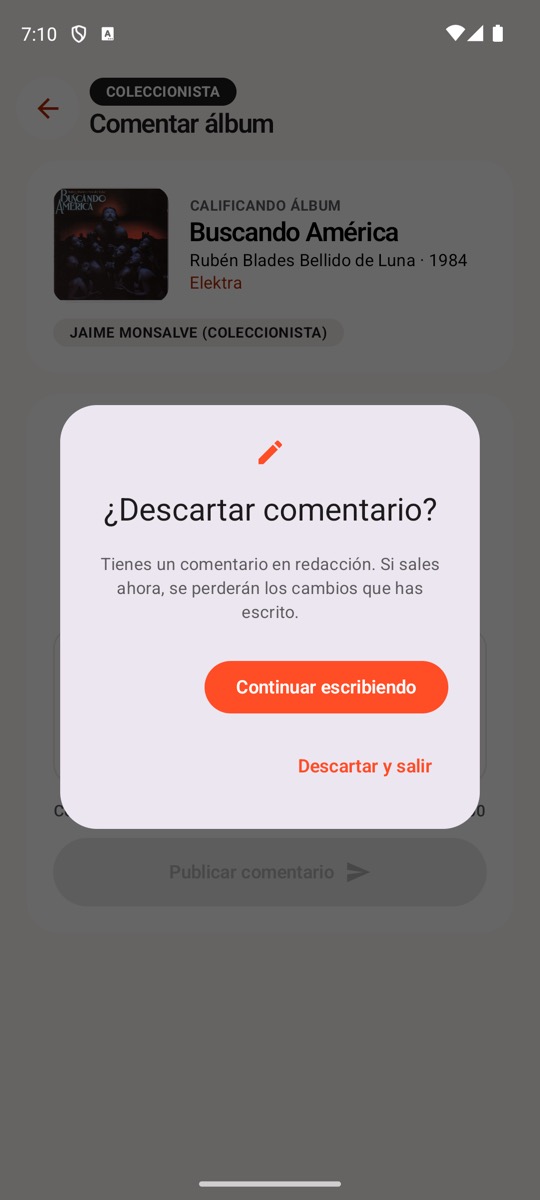 7:10
COLECCIONISTA
Comentar álbum
BUSCANDO
AMERICA
CALIFICANDO ÁLBUM
Buscando América
Rubén Blades Bellido de Luna · 1984
Elektra
JAIME MONSALVE (COLECCIONISTA)
¿Descartar comentario?
Tienes un comentario en redacción. Si sales
ahora, se perderán los cambios que has
escrito.
Continuar escribiendo
Descartar y salir
Publicar comentario